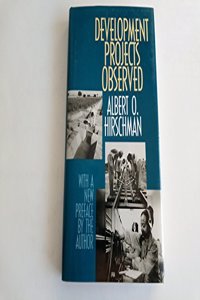 DEVELOPMENT
PROJECTS
OBSERVED
ALBERT O.
HIRSCHMAN
WITH A
NEW
PREFACE
BY THE
AUTHOR